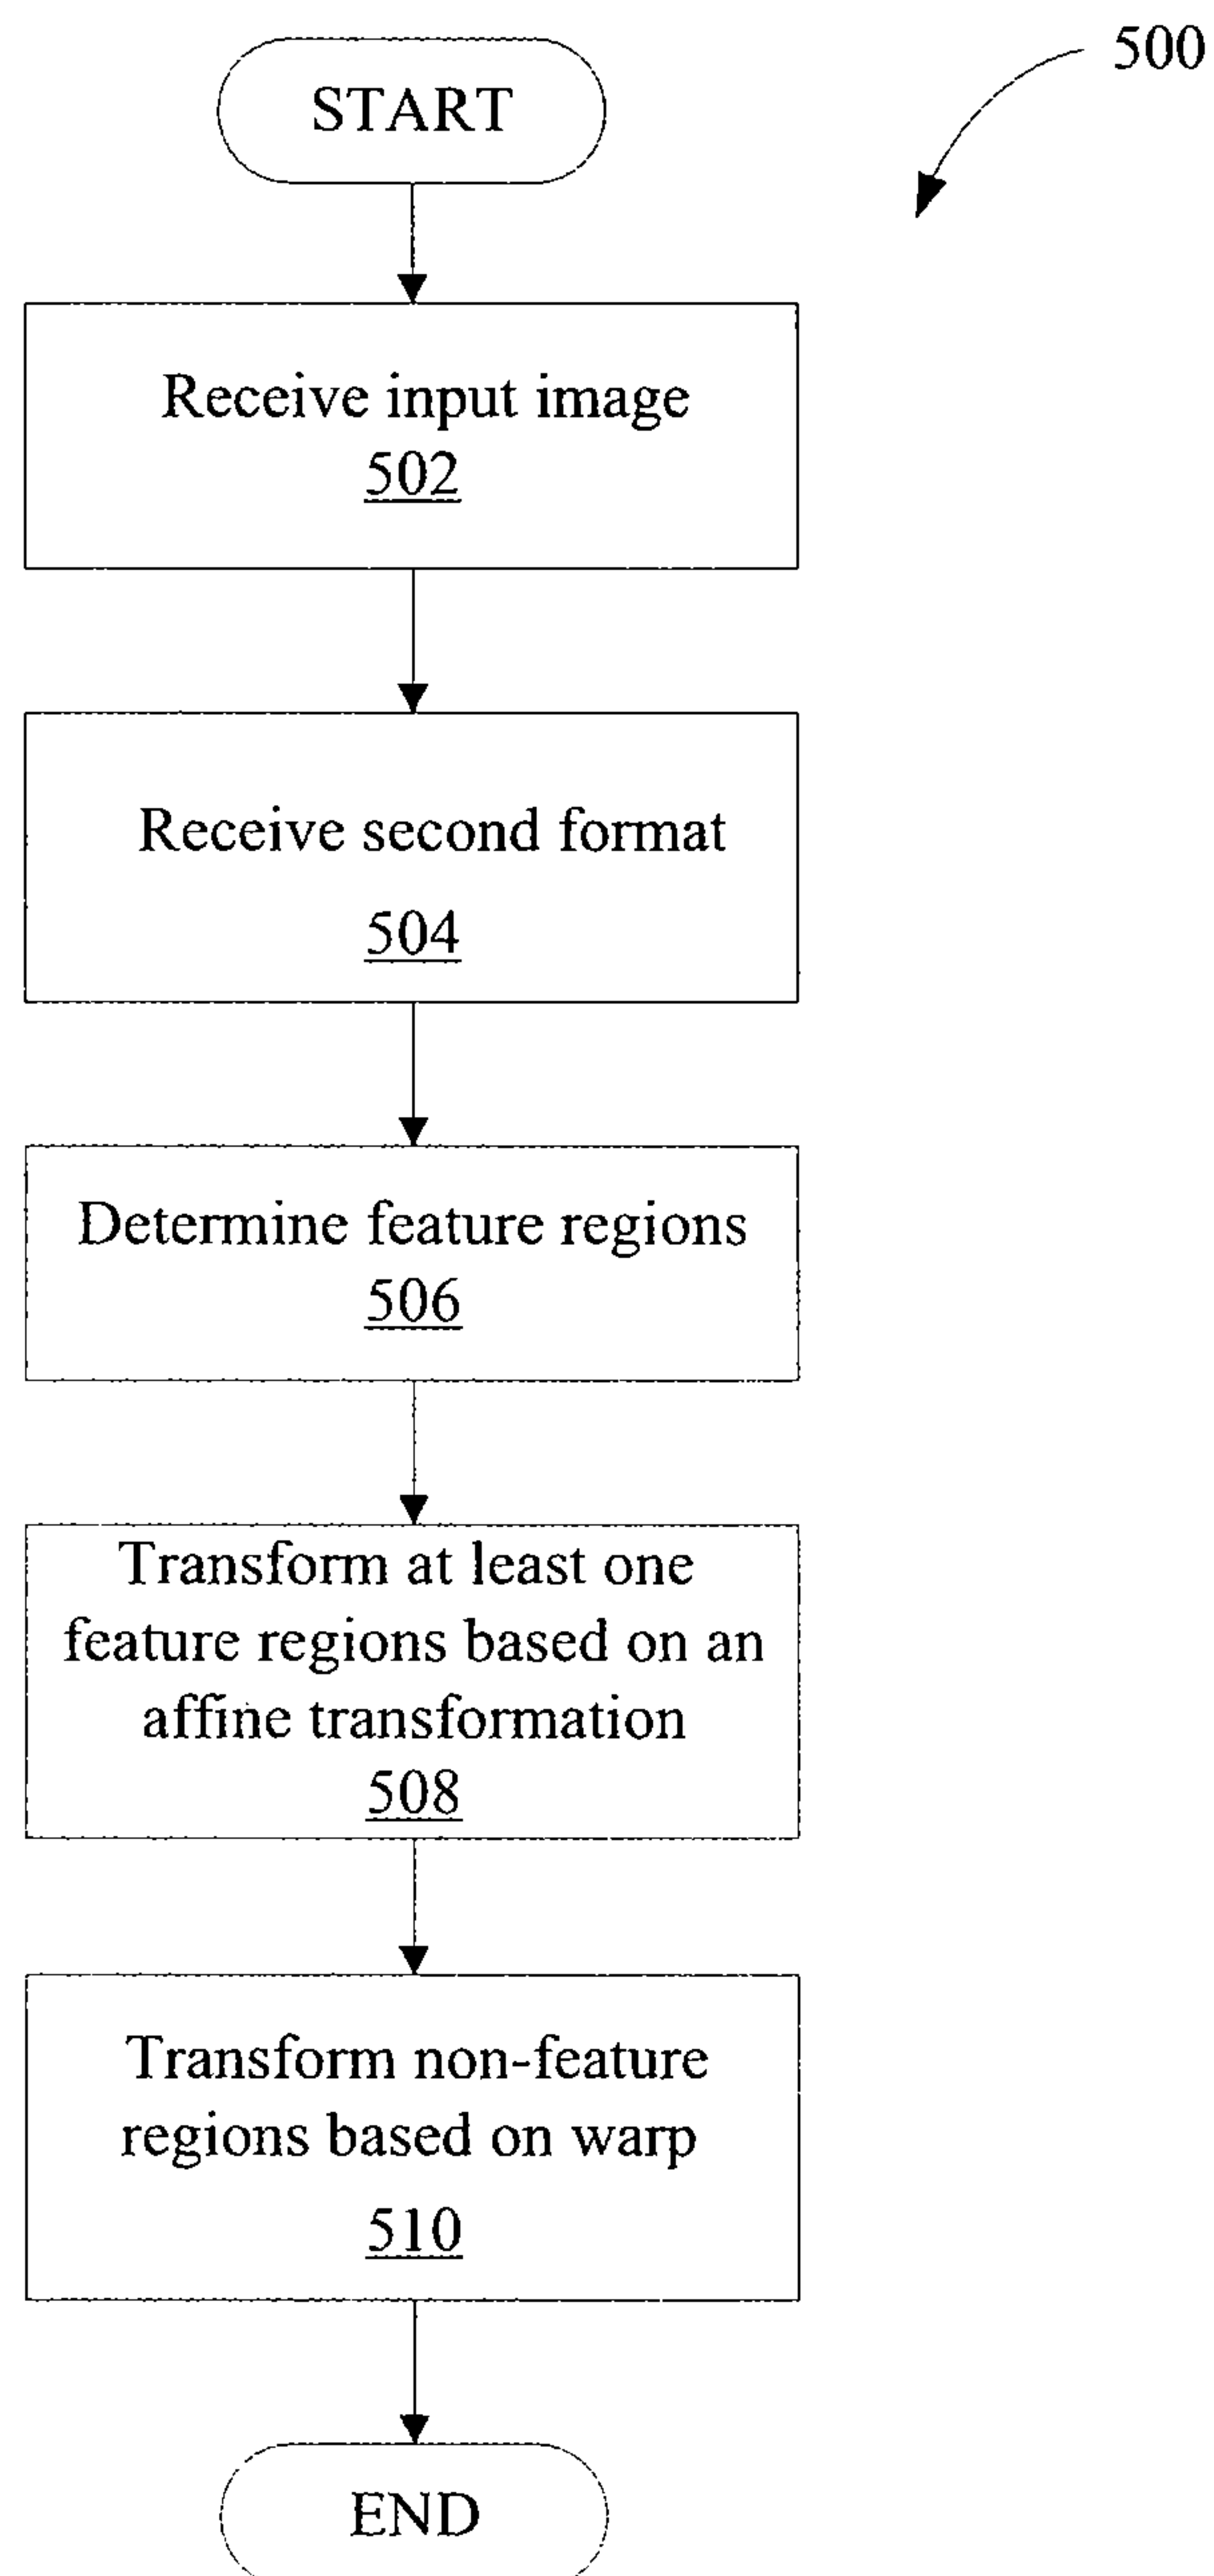 500
START
Receive input image
502
Receive second format
504
Determine feature regions
506
Transform at least one
feature regions based on an
affine transformation
508
Transform non-feature
regions based on warp
510
END